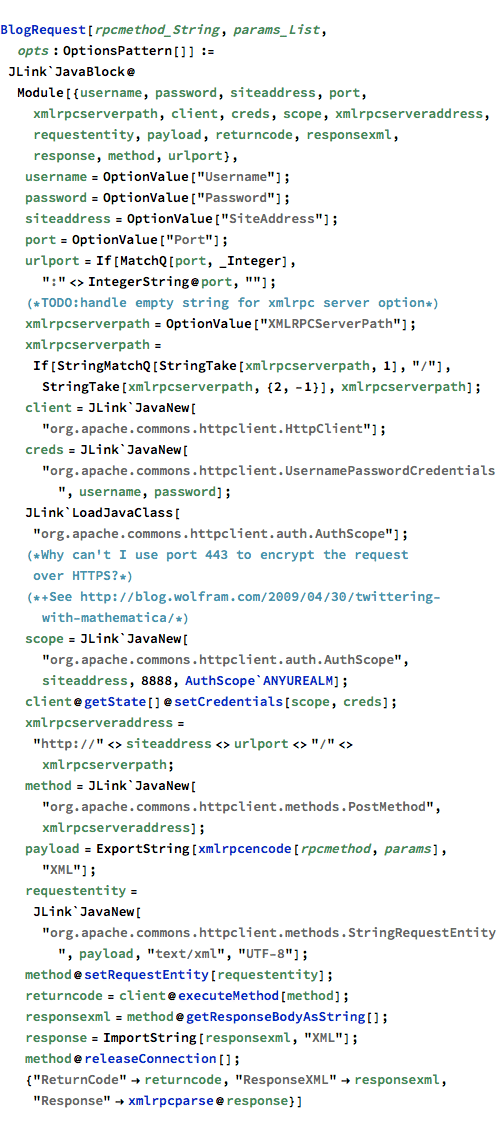 BlogRequest[rpcmethod_String, params_List,
opts : OptionsPattern[]] :=
JLink`JavaBlock@
Module[{username, password, siteaddress, port,
xmlrpcserverpath, client, creds, scope, xmlrpcserveraddress,
requestentity, payload, returncode, responsexml,
response, method, urlport},
username = OptionValue["Username"];
password = OptionValue["Password"];
siteaddress = OptionValue["SiteAddress"];
port = OptionValue["Port"];
urlport = If[MatchQ[port, _Integer],
":" <> IntegerString@port, ""];
(*TODO:handle empty string for xmlrpc server option*)
xmlrpcserverpath = OptionValue["XMLRPCServerPath"];
xmlrpcserverpath =
If[StringMatchQ[StringTake[xmlrpcserverpath, 1], "/"],
StringTake[xmlrpcserverpath, {2, -1}], xmlrpcserverpath];
client = JLink`JavaNew[
"org.apache.commons.httpclient.HttpClient"];
creds = JLink`JavaNew[
"org.apache.commons.httpclient.UsernamePasswordCredentials
", username, password];
JLink`LoadJavaClass[
"org.apache.commons.httpclient.auth.AuthScope"];
(*Why can't I use port 443 to encrypt the request
over HTTPS?*)
(*+See http://blog.wolfram.com/2009/04/30/twittering-
with-mathematica/*)
scope = JLink`JavaNew[
"org.apache.commons.httpclient.auth.AuthScope",
siteaddress, 8888, AuthScope`ANYUREALM];
client@getState[]@setCredentials[scope, creds];
xmlrpcserveraddress =
"http://" <> siteaddress <> urlport <> "/" <>
xmlrpcserverpath;
method = JLink`JavaNew[
"org.apache.commons.httpclient.methods.PostMethod",
xmlrpcserveraddress];
payload = ExportString[xmlrpcencode[rpcmethod, params],
"XML"];
requestentity =
JLink`JavaNew[
"org.apache.commons.httpclient.methods.StringRequestEntity
", payload, "text/xml", "UTF-8"];
method@setRequestEntity[requestentity];
returncode = client@executeMethod[method];
responsexml = method@getResponseBodyAsString[];
response = ImportString[responsexml, "XML"];
method@releaseConnection[];
{"ReturnCode" → returncode, "ResponseXML" → responsexml,
"Response" → xmlrpcparse@response}]